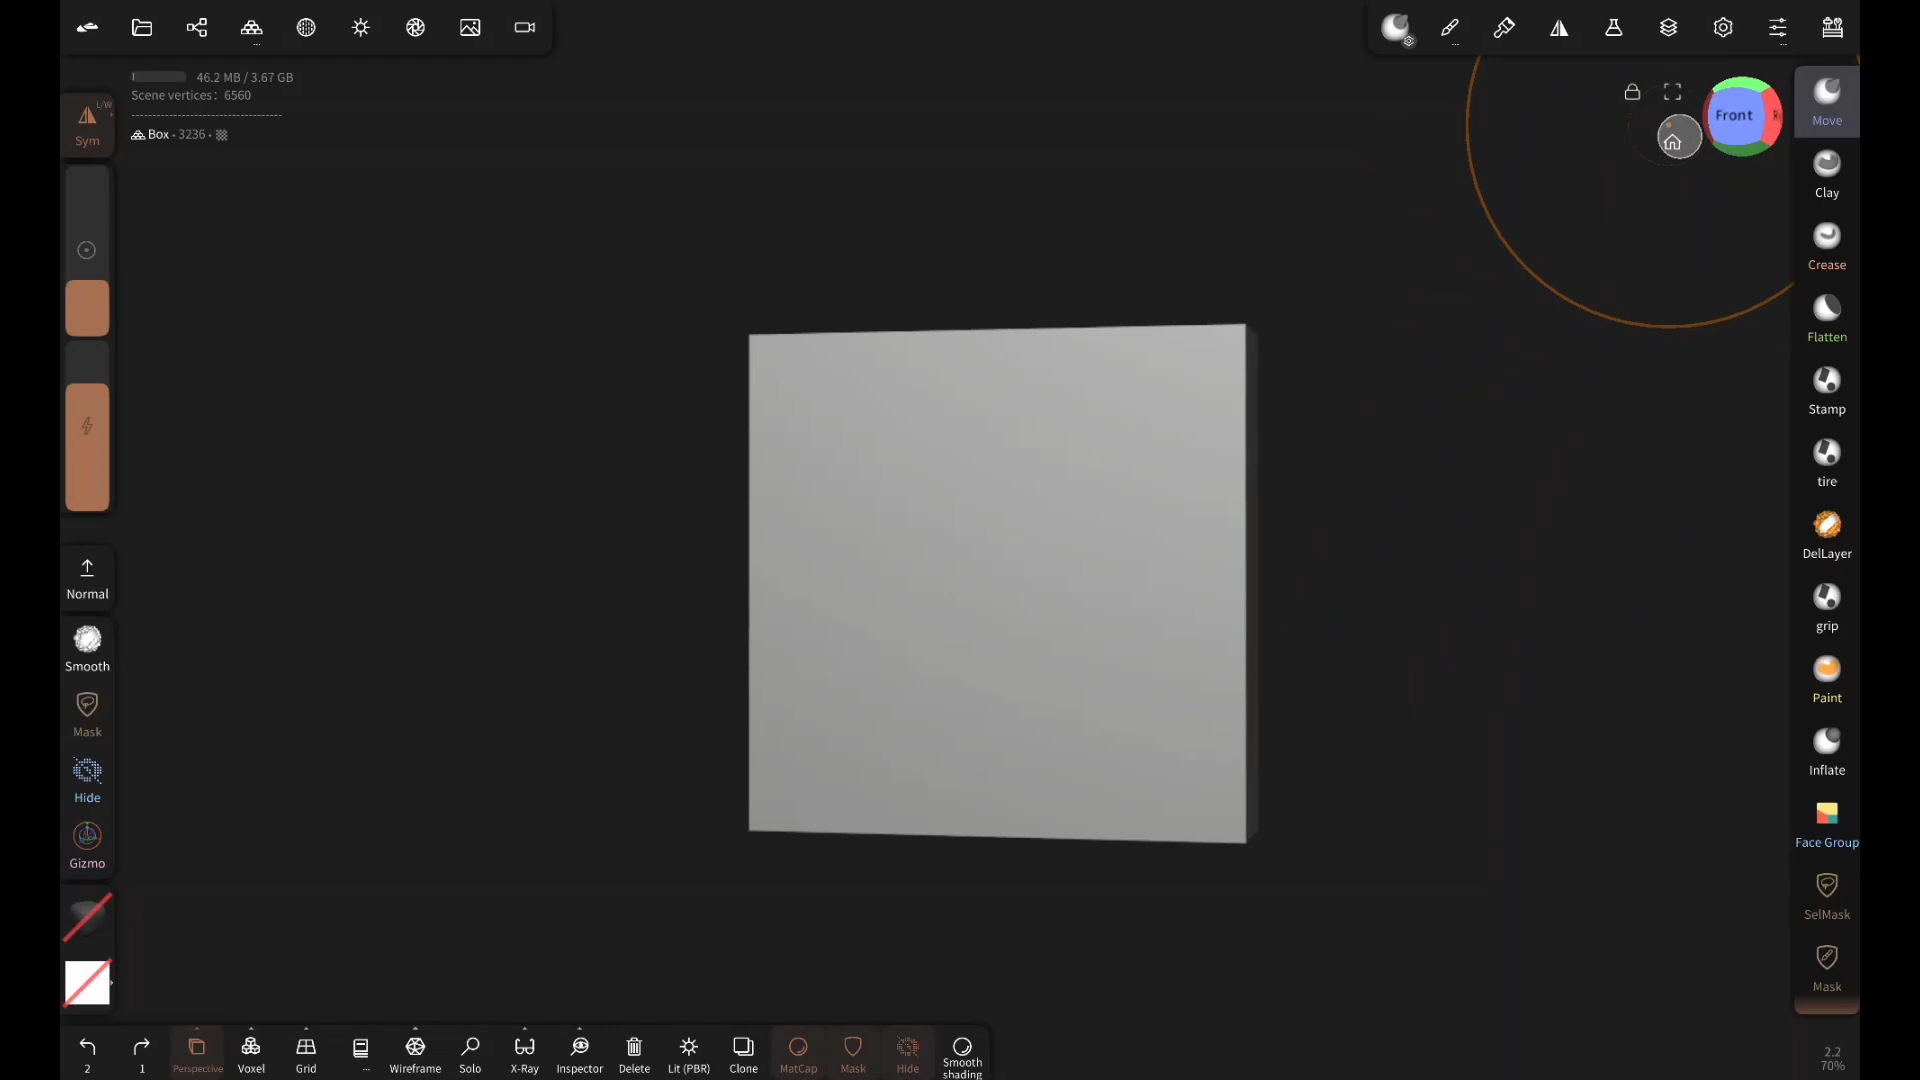 46.2 MB / 3.67 GB
Scene vertices: 6560
Box • 3236 •
L/W
Sym
Normal
Smooth
Mask
Hide
Gizmo
Front
Move
Clay
Crease
Flatten
Stamp
tire
DelLayer
grip
Paint
Inflate
Face Group
SelMask
Mask
2
1
Perspective
Voxel
Grid
...
Wireframe
Solo
X-Ray
Inspector
Delete
Lit (PBR)
Clone
MatCap
Mask
Hide
Smooth
shading
2.2
70%